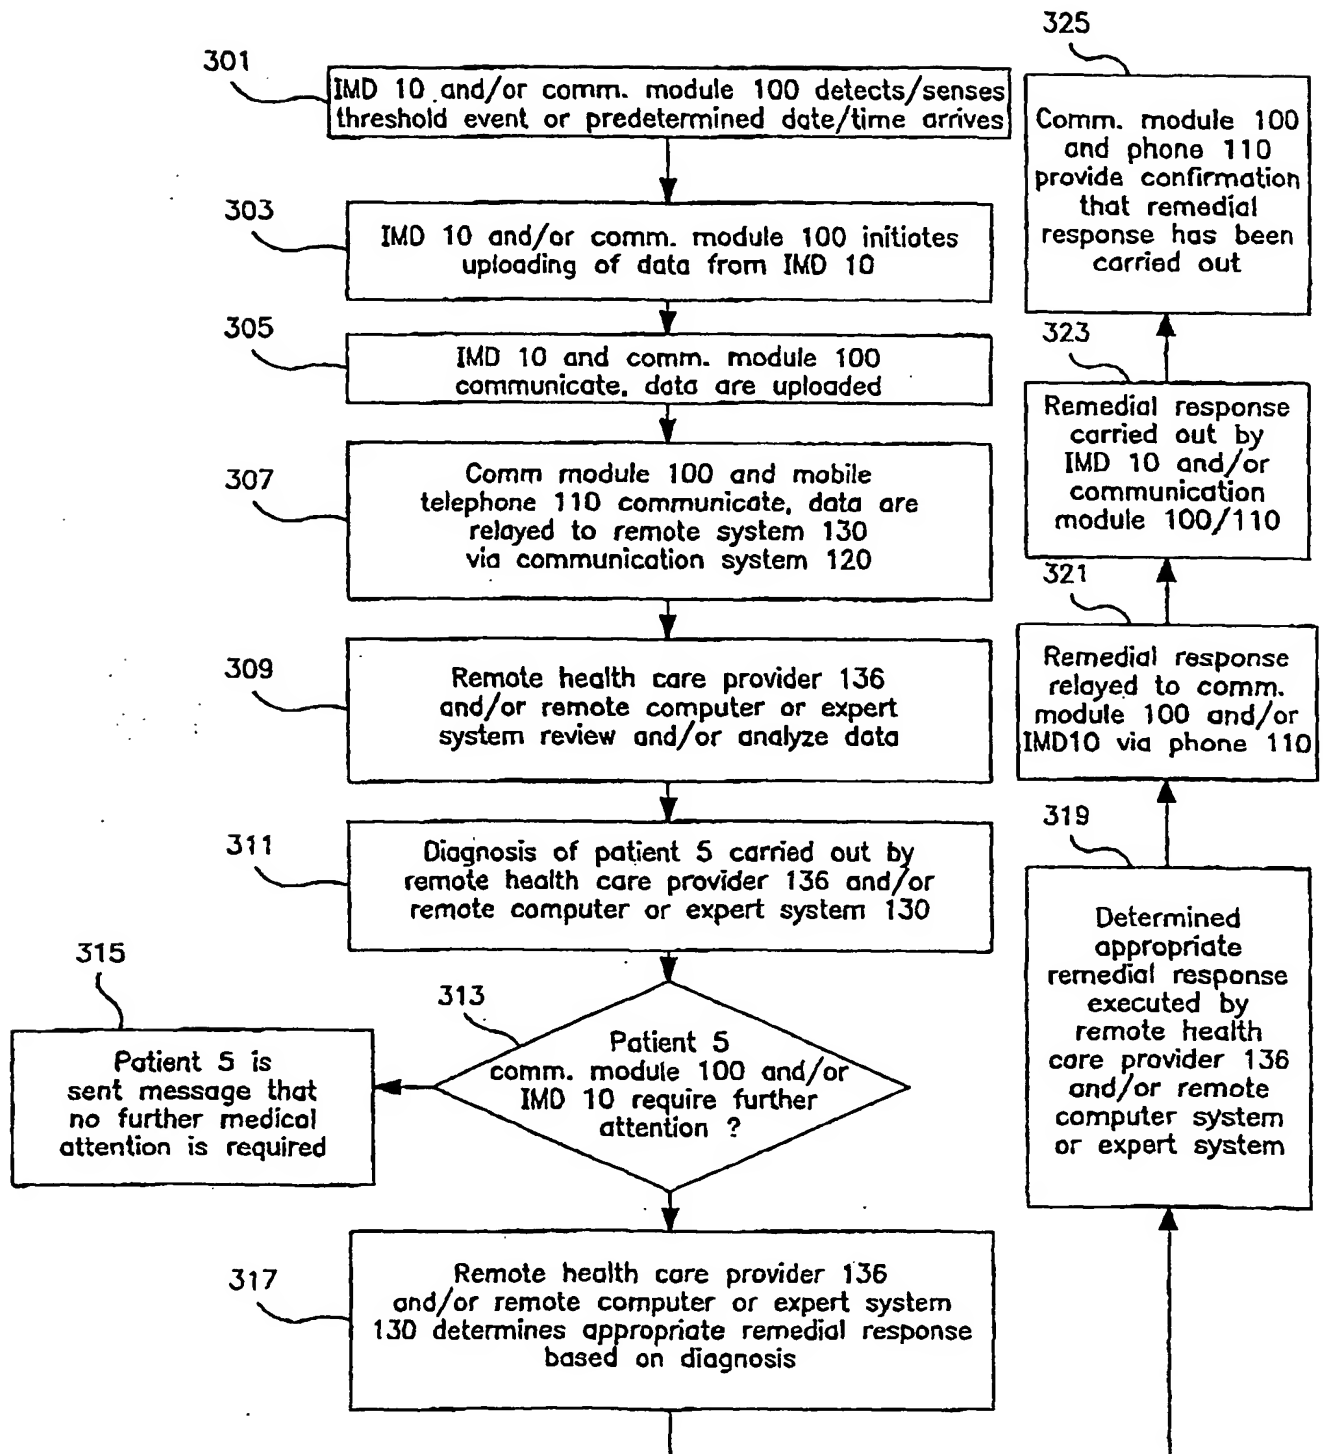 301
IMD 10 and/or comm. module 100 detects/senses
threshold event or predetermined date/time arrives
303
IMD 10 and/or comm. module 100 initiates
uploading of data from IMD 10
305
IMD 10 and comm. module 100
communicate, data are uploaded
307
Comm module 100 and mobile
telephone 110 communicate, data are
relayed to remote system 130
via communication system 120
309
Remote health care provider 136
and/or remote computer or expert
system review and/or analyze data
311
Diagnosis of patient 5 carried out by
remote health care provider 136 and/or
remote computer or expert system 130
313
Patient 5
comm. module 100 and/or
IMD 10 require further
attention ?
315
Patient 5 is
sent message that
no further medical
attention is required
317
Remote health care provider 136
and/or remote computer or expert system
130 determines appropriate remedial response
based on diagnosis
319
Determined
appropriate
remedial response
executed by
remote health
care provider 136
and/or remote
computer system
or expert system
321
Remedial response
relayed to comm.
module 100 and/or
IMD10 via phone 110
323
Remedial response
carried out by
IMD 10 and/or
communication
module 100/110
325
Comm. module 100
and phone 110
provide confirmation
that remedial
response has been
carried out